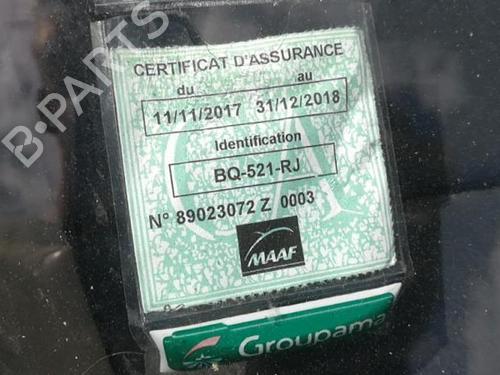 B-PARTS
CERTIFICAT D'ASSURANCE
du au
11/11/2017 31/12/2018
Identification
BQ-521-RJ
N° 89023072 Z 0003
MAAF
Groupama